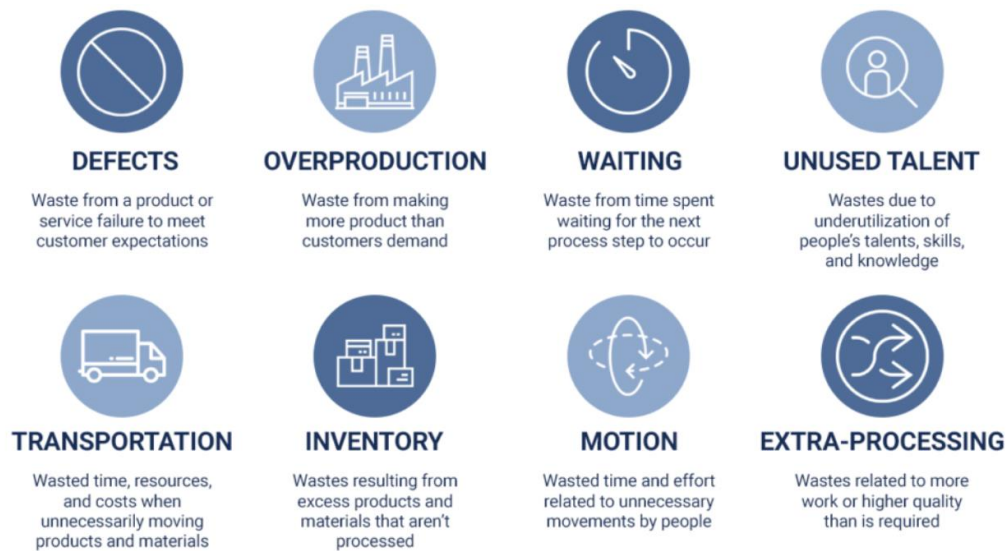 DEFECTS
Waste from a product or
service failure to meet
customer expectations
OVERPRODUCTION
Waste from making
more product than
customers demand
WAITING
Waste from time spent
waiting for the next
process step to occur
UNUSED TALENT
Wastes due to
underutilization of
people's talents, skills,
and knowledge
TRANSPORTATION
Wasted time, resources,
and costs when
unnecessarily moving
products and materials
INVENTORY
Wastes resulting from
excess products and
materials that aren't
processed
MOTION
Wasted time and effort
related to unnecessary
movements by people
EXTRA-PROCESSING
Wastes related to more
work or higher quality
than is required